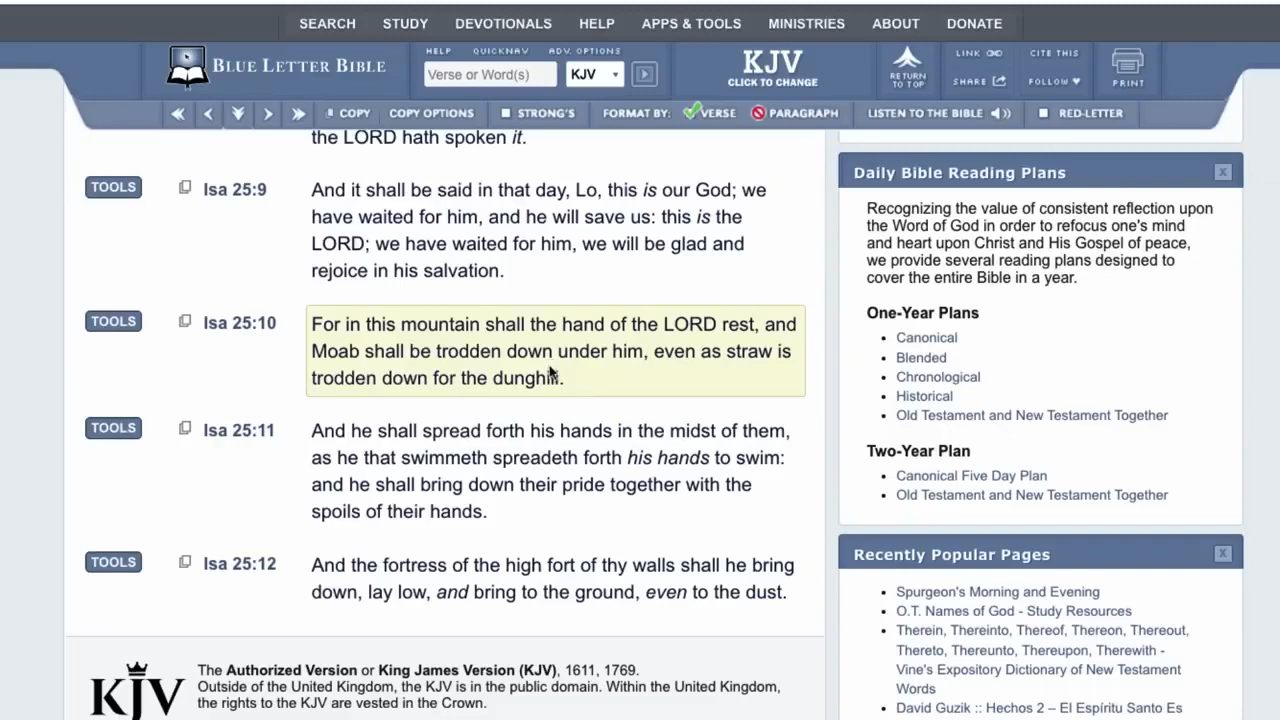 SEARCH STUDY DEVOTIONALS HELP APPS & TOOLS MINISTRIES ABOUT DONATE
BLUE LETTER BIBLE
HELP QUICKNAV ADV. OPTIONS
Verse or Word(s) KJV
KJV
CLICK TO CHANGE
RETURN
TO TOP
LINK CITE THIS
SHARE FOLLOW
PRINT
COPY COPY OPTIONS STRONG'S FORMAT BY: VERSE PARAGRAPH LISTEN TO THE BIBLE RED-LETTER
the LORD hath spoken it.
TOOLS Isa 25:9 And it shall be said in that day, Lo, this is our God; we
have waited for him, and he will save us: this is the
LORD; we have waited for him, we will be glad and
rejoice in his salvation.
TOOLS Isa 25:10 For in this mountain shall the hand of the LORD rest, and
Moab shall be trodden down under him, even as straw is
trodden down for the dunghill.
TOOLS Isa 25:11 And he shall spread forth his hands in the midst of them,
as he that swimmeth spreadeth forth his hands to swim:
and he shall bring down their pride together with the
spoils of their hands.
TOOLS Isa 25:12 And the fortress of the high fort of thy walls shall he bring
down, lay low, and bring to the ground, even to the dust.
KJV
The Authorized Version or King James Version (KJV), 1611, 1769.
Outside of the United Kingdom, the KJV is in the public domain. Within the United Kingdom,
the rights to the KJV are vested in the Crown.
Daily Bible Reading Plans X
Recognizing the value of consistent reflection upon
the Word of God in order to refocus one's mind
and heart upon Christ and His Gospel of peace,
we provide several reading plans designed to
cover the entire Bible in a year.
One-Year Plans
Canonical
Blended
Chronological
Historical
Old Testament and New Testament Together
Two-Year Plan
Canonical Five Day Plan
Old Testament and New Testament Together
Recently Popular Pages X
Spurgeon's Morning and Evening
O.T. Names of God - Study Resources
Therein, Thereinto, Thereof, Thereon, Thereout,
Thereto, Thereunto, Thereupon, Therewith -
Vine's Expository Dictionary of New Testament
Words
David Guzik :: Hechos 2 – El Espíritu Santo Es